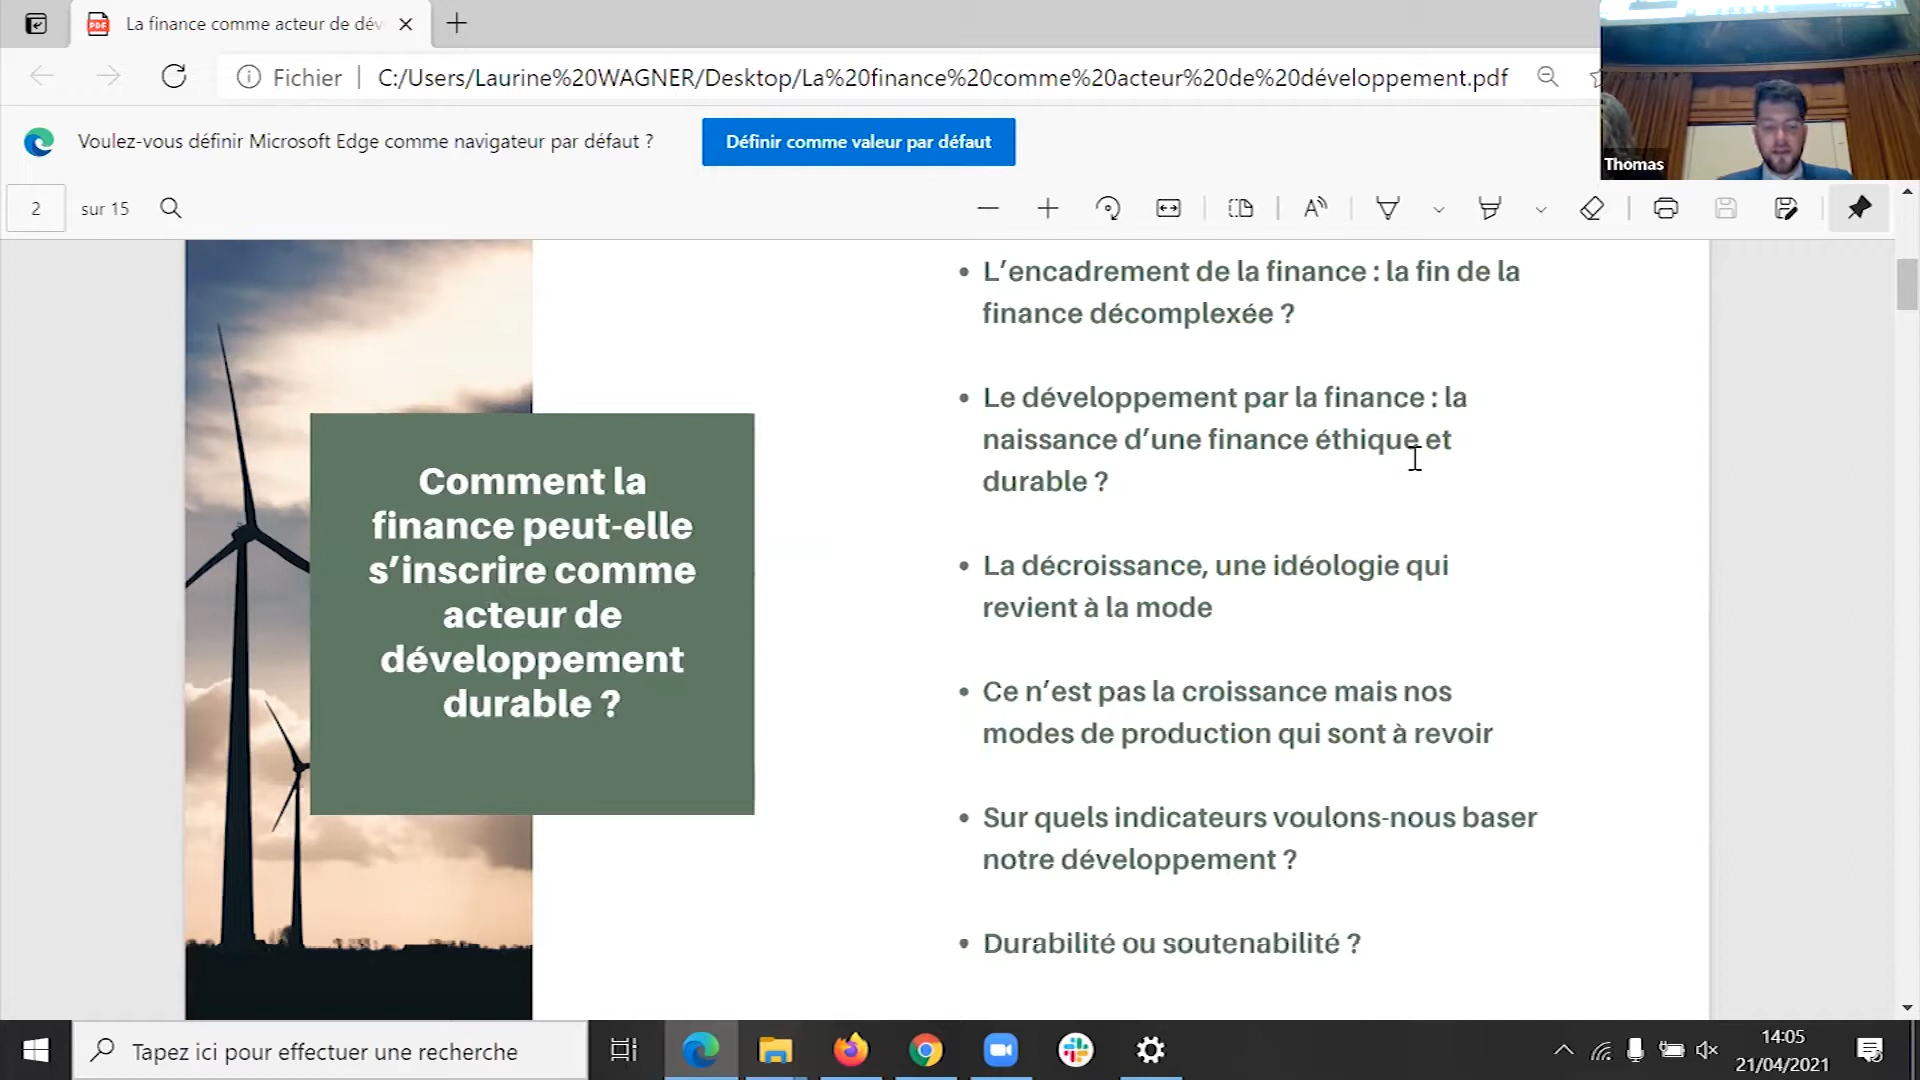 La finance comme acteur de dév
Fichier
C:/Users/Laurine%20WAGNER/Desktop/La%20finance%20comme%20acteur%20de%20développement.pdf
Voulez-vous définir Microsoft Edge comme navigateur par défaut ?
Définir comme valeur par défaut
Thomas
2
sur 15
• L’encadrement de la finance : la fin de la
finance décomplexée ?
• Le développement par la finance : la
naissance d’une finance éthique et
durable ?
• La décroissance, une idéologie qui
revient à la mode
• Ce n’est pas la croissance mais nos
modes de production qui sont à revoir
• Sur quels indicateurs voulons-nous baser
notre développement ?
• Durabilité ou soutenabilité ?
Comment la
finance peut-elle
s’inscrire comme
acteur de
développement
durable ?
Tapez ici pour effectuer une recherche
14:05
21/04/2021